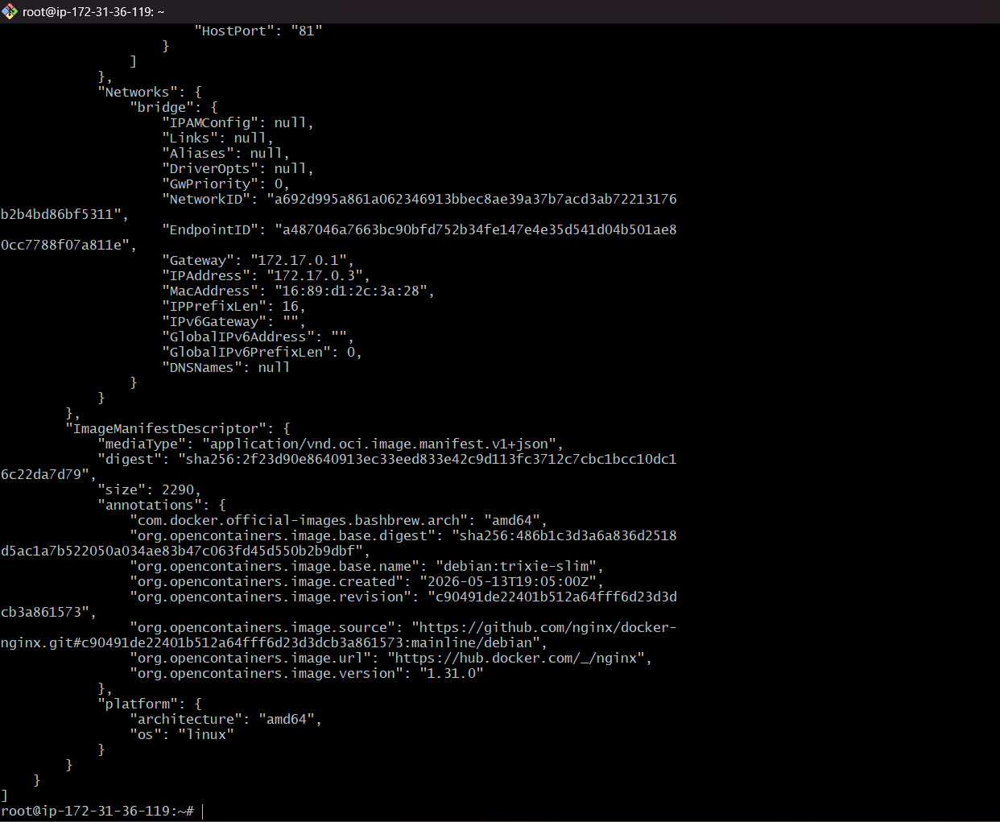 root@ip-172-31-36-119: ~
                        "HostPort": "81"
                    }
                ]
            },
            "Networks": {
                "bridge": {
                    "IPAMConfig": null,
                    "Links": null,
                    "Aliases": null,
                    "DriverOpts": null,
                    "GwPriority": 0,
                    "NetworkID": "a692d995a861a062346913bbec8ae39a37b7acd3ab72213176
b2b4bd86bf5311",
                    "EndpointID": "a487046a7663bc90bfd752b34fe147e4e35d541d04b501ae8
0cc7788f07a811e",
                    "Gateway": "172.17.0.1",
                    "IPAddress": "172.17.0.3",
                    "MacAddress": "16:89:d1:2c:3a:28",
                    "IPPrefixLen": 16,
                    "IPv6Gateway": "",
                    "GlobalIPv6Address": "",
                    "GlobalIPv6PrefixLen": 0,
                    "DNSNames": null
                }
            }
        },
        "ImageManifestDescriptor": {
            "mediaType": "application/vnd.oci.image.manifest.v1+json",
            "digest": "sha256:2f23d90e8640913ec33eed833e42c9d113fc3712c7cbc1bcc10dc1
6c22da7d79",
            "size": 2290,
            "annotations": {
                "com.docker.official-images.bashbrew.arch": "amd64",
                "org.opencontainers.image.base.digest": "sha256:486b1c3d3a6a836d2518
d5ac1a7b522050a034ae83b47c063fd45d550b2b9dbf",
                "org.opencontainers.image.base.name": "debian:trixie-slim",
                "org.opencontainers.image.created": "2026-05-13T19:05:00Z",
                "org.opencontainers.image.revision": "c90491de22401b512a64fff6d23d3d
cb3a861573",
                "org.opencontainers.image.source": "https://github.com/nginx/docker-
nginx.git#c90491de22401b512a64fff6d23d3dcb3a861573:mainline/debian",
                "org.opencontainers.image.url": "https://hub.docker.com/_/nginx",
                "org.opencontainers.image.version": "1.31.0"
            },
            "platform": {
                "architecture": "amd64",
                "os": "linux"
            }
        }
    }
]
root@ip-172-31-36-119:~#